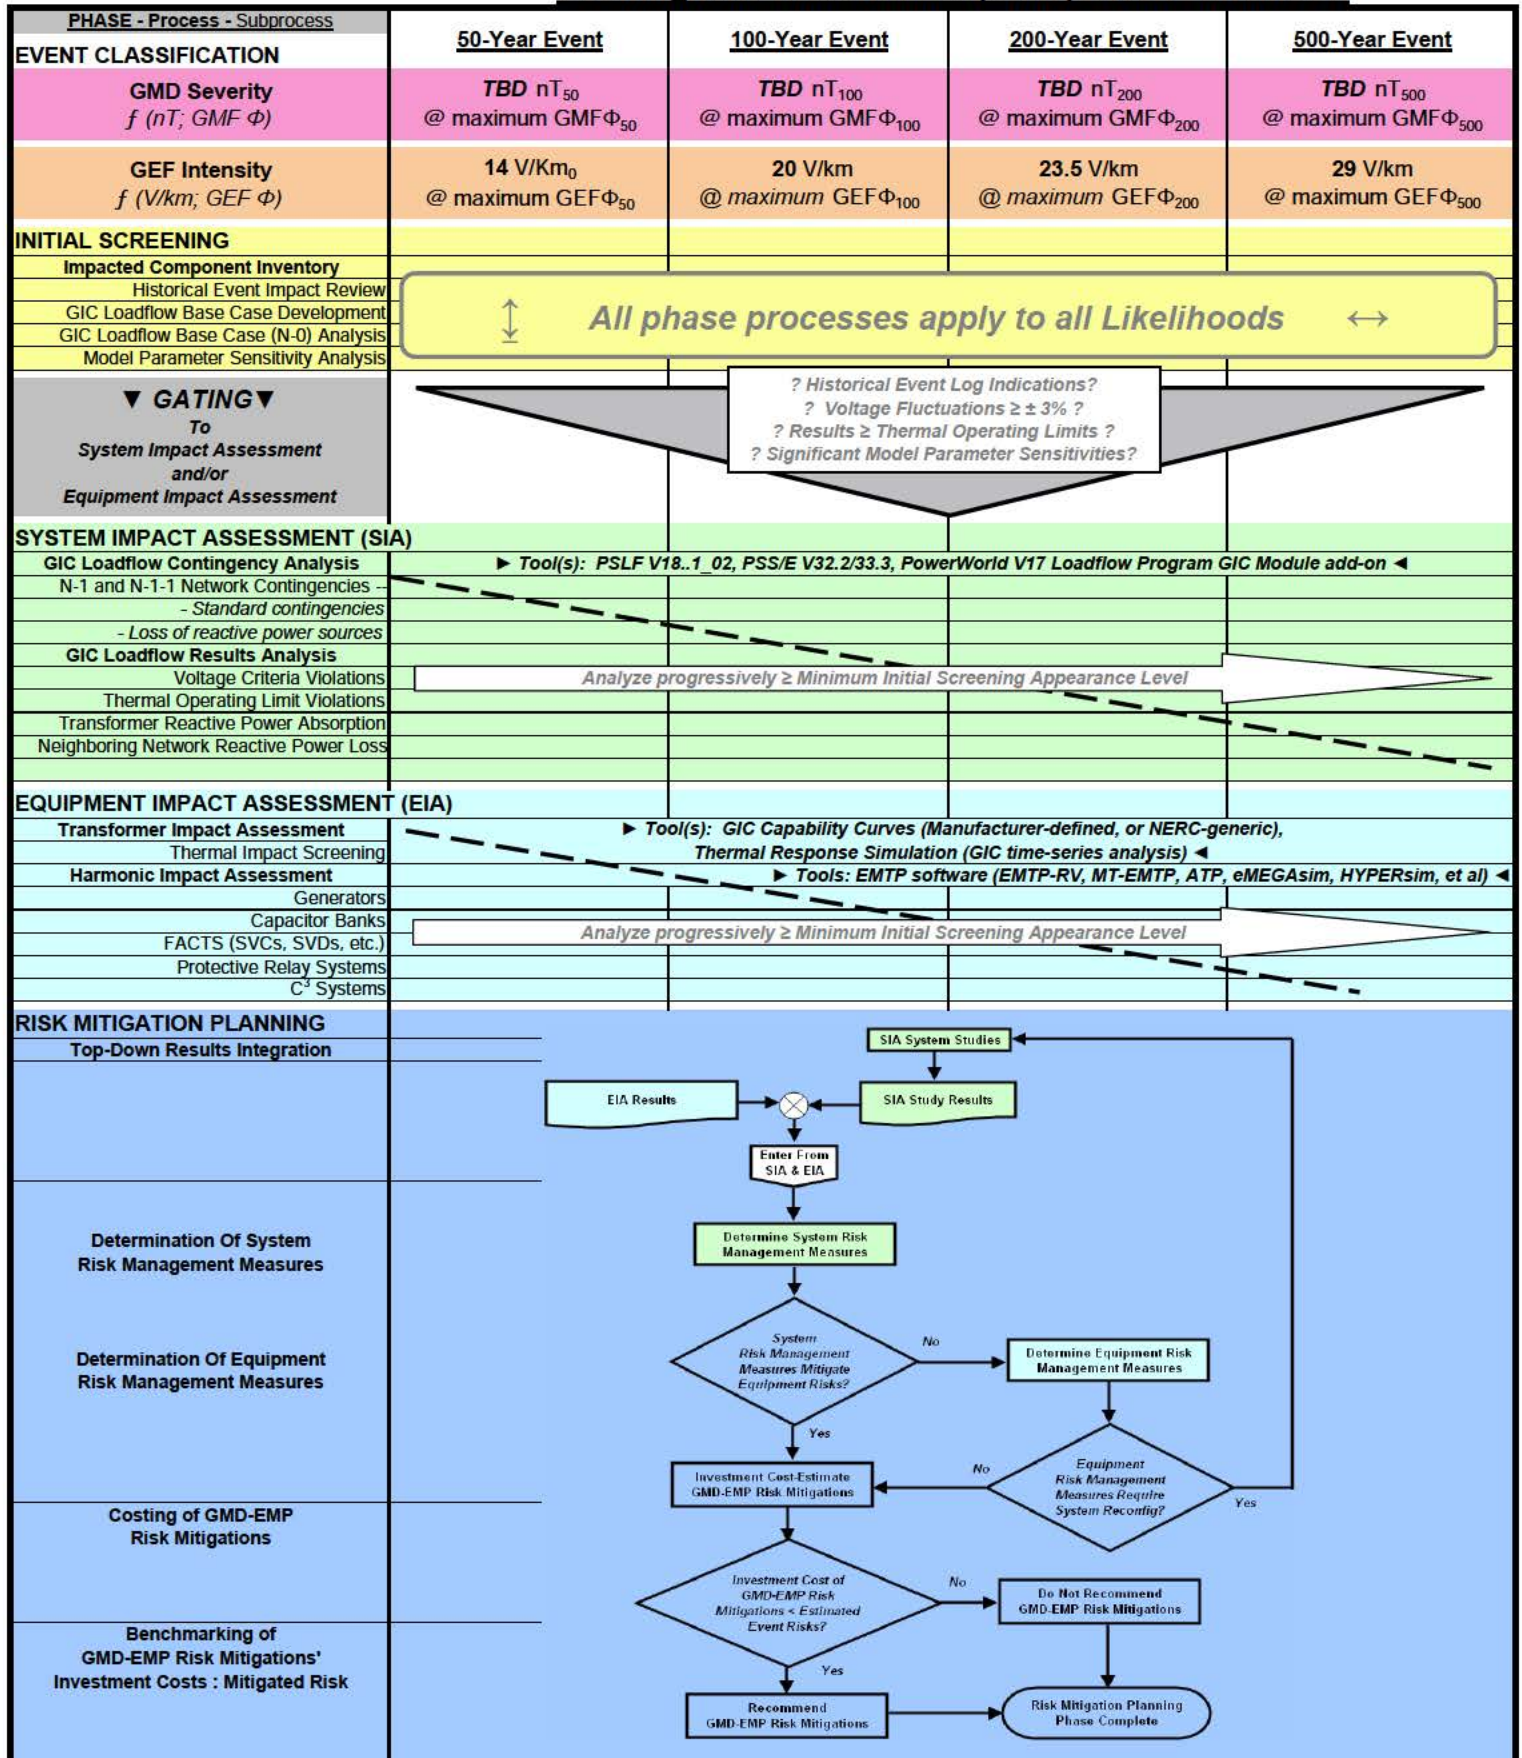 PHASE - Process - Subprocess
EVENT CLASSIFICATION
50-Year Event
100-Year Event
200-Year Event
500-Year Event
GMD Severity
ƒ (nT; GMF Φ)
TBD nT50
@ maximum GMFΦ50
TBD nT100
@ maximum GMFΦ100
TBD nT200
@ maximum GMFΦ200
TBD nT500
@ maximum GMFΦ500
GEF Intensity
ƒ (V/km; GEF Φ)
14 V/Km0
@ maximum GEFΦ50
20 V/km
@ maximum GEFΦ100
23.5 V/km
@ maximum GEFΦ200
29 V/km
@ maximum GEFΦ500
INITIAL SCREENING
Impacted Component Inventory
Historical Event Impact Review
GIC Loadflow Base Case Development
GIC Loadflow Base Case (N-0) Analysis
Model Parameter Sensitivity Analysis
↨ All phase processes apply to all Likelihoods ↔
▼ GATING▼
To
System Impact Assessment
and/or
Equipment Impact Assessment
? Historical Event Log Indications?
? Voltage Fluctuations ≥ ± 3% ?
? Results ≥ Thermal Operating Limits ?
? Significant Model Parameter Sensitivities?
SYSTEM IMPACT ASSESSMENT (SIA)
GIC Loadflow Contingency Analysis
► Tool(s): PSLF V18..1_02, PSS/E V32.2/33.3, PowerWorld V17 Loadflow Program GIC Module add-on ◄
N-1 and N-1-1 Network Contingencies --
- Standard contingencies
- Loss of reactive power sources
GIC Loadflow Results Analysis
Voltage Criteria Violations
Analyze progressively ≥ Minimum Initial Screening Appearance Level
Thermal Operating Limit Violations
Transformer Reactive Power Absorption
Neighboring Network Reactive Power Loss
EQUIPMENT IMPACT ASSESSMENT (EIA)
Transformer Impact Assessment
► Tool(s): GIC Capability Curves (Manufacturer-defined, or NERC-generic),
Thermal Impact Screening
Thermal Response Simulation (GIC time-series analysis) ◄
Harmonic Impact Assessment
► Tools: EMTP software (EMTP-RV, MT-EMTP, ATP, eMEGAsim, HYPERsim, et al) ◄
Generators
Capacitor Banks
Analyze progressively ≥ Minimum Initial Screening Appearance Level
FACTS (SVCs, SVDs, etc.)
Protective Relay Systems
C³ Systems
RISK MITIGATION PLANNING
Top-Down Results Integration
SIA System Studies
EIA Results
SIA Study Results
Enter From
SIA & EIA
Determination Of System
Risk Management Measures
Determine System Risk
Management Measures
Determination Of Equipment
Risk Management Measures
System
Risk Management
Measures Mitigate
Equipment Risks?
No
Determine Equipment Risk
Management Measures
Yes
Equipment
Risk Management
Measures Require
System Reconfig?
No
Yes
Investment Cost-Estimate
GMD-EMP Risk Mitigations
Costing of GMD-EMP
Risk Mitigations
Investment Cost of
GMD-EMP Risk
Mitigations < Estimated
Event Risks?
No
Do Not Recommend
GMD-EMP Risk Mitigations
Benchmarking of
GMD-EMP Risk Mitigations'
Investment Costs : Mitigated Risk
Yes
Recommend
GMD-EMP Risk Mitigations
Risk Mitigation Planning
Phase Complete